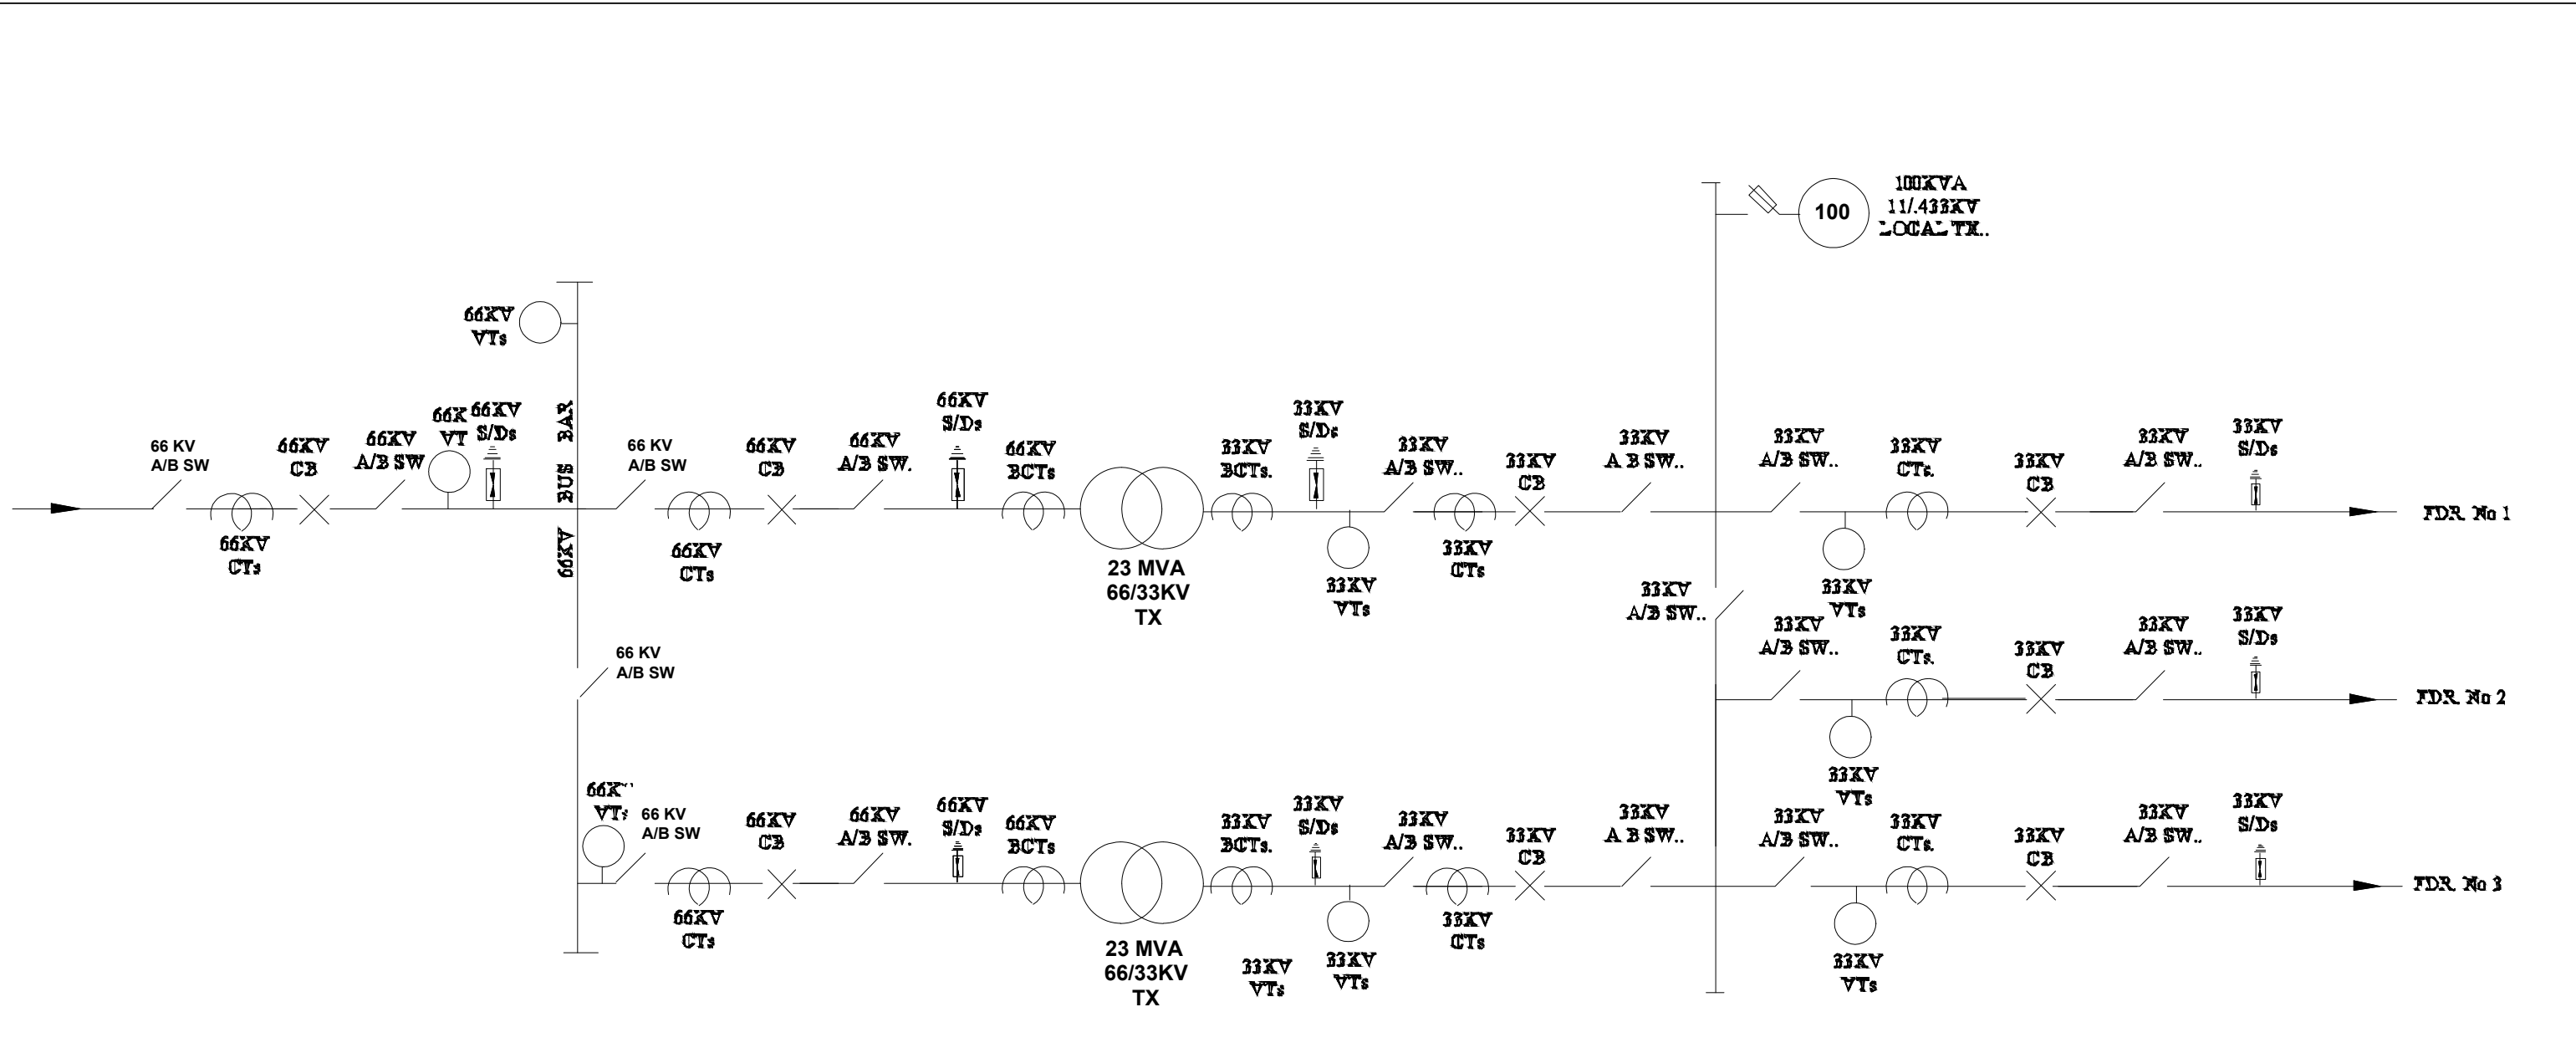 100KVA
11/.433KV
LOCAL TX..
100
66KV
VTs
66 KV
A/B SW
66KV
CB
66KV
A/B SW
66K
VT
66KV
S/Ds
66KV
CTs
66KV BUS BAR
66 KV
A/B SW
66KV
CB
66KV
A/B SW.
66KV
S/Ds
66KV
BCTs
66KV
CTs
23 MVA
66/33KV
TX
33KV
BCTs.
33KV
S/Ds
33KV
VTs
33KV
A/B SW..
33KV
CTs
33KV
CB
33KV
A B SW..
33KV
A/B SW..
33KV
CTs.
33KV
CB
33KV
A/B SW..
33KV
S/Ds
33KV
VTs
FDR. No 1
66 KV
A/B SW
33KV
A/B SW..
33KV
A/B SW..
33KV
CTs.
33KV
CB
33KV
A/B SW..
33KV
S/Ds
33KV
VTs
FDR. No 2
66K
VTs
66 KV
A/B SW
66KV
CB
66KV
A/B SW.
66KV
S/Ds
66KV
BCTs
66KV
CTs
23 MVA
66/33KV
TX
33KV
BCTs.
33KV
S/Ds
33KV
VTs
33KV
VTs
33KV
A/B SW..
33KV
CTs
33KV
CB
33KV
A B SW..
33KV
A/B SW..
33KV
CTs.
33KV
CB
33KV
A/B SW..
33KV
S/Ds
33KV
VTs
FDR. No 3